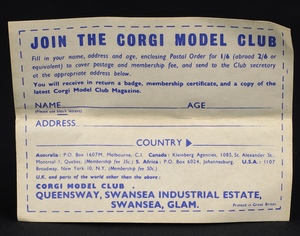 JOIN THE CORGI MODEL CLUB
Fill in your name, address and age, enclosing Postal Order for 1/6 (abroad 2/6 or
equivalent) to cover postage and membership fee, and send to the Club secretary
at the appropriate address below.
You will receive in return a badge, membership certificate, and a copy of the
latest Corgi Model Club Magazine.
NAME AGE
(Please use block letters)
ADDRESS
COUNTRY
Australia: P.O. Box 1607M, Melbourne, C.1. Canada: Kleinberg Agencies, 1085, St. Alexander St.,
Montreal 1, Quebec. (Membership fee 35c.) S. Africa: P.O. Box 6024, Johannesburg. U.S.A.: 1107
Broadway, New York 10, N.Y. (Membership fee 50c.)
U.K. and parts of the world other than the above:
CORGI MODEL CLUB
QUEENSWAY, SWANSEA INDUSTRIAL ESTATE,
SWANSEA, GLAM.
Printed in Great Britain